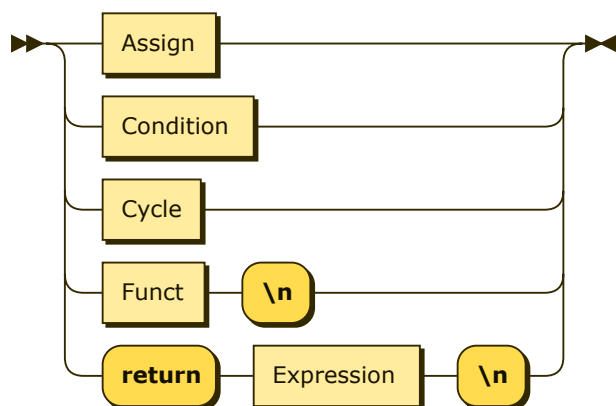 Assign
Condition
Cycle
Funct \n
return Expression \n